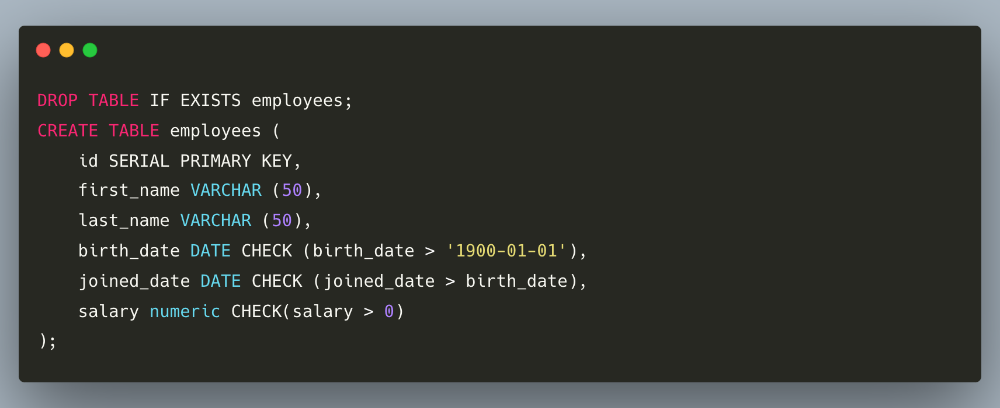 DROP TABLE IF EXISTS employees;
CREATE TABLE employees (
    id SERIAL PRIMARY KEY,
    first_name VARCHAR (50),
    last_name VARCHAR (50),
    birth_date DATE CHECK (birth_date > '1900-01-01'),
    joined_date DATE CHECK (joined_date > birth_date),
    salary numeric CHECK(salary > 0)
);